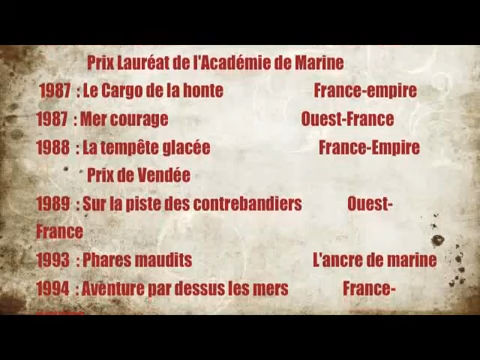 Prix Lauréat de l'Académie de Marine
1987 : Le Cargo de la honte France-empire
1987 : Mer courage Ouest-France
1988 : La tempête glacée France-Empire
Prix de Vendée
1989 : Sur la piste des contrebandiers Ouest-
France
1993 : Phares maudits L'ancre de marine
1994 : Aventure par dessus les mers France-